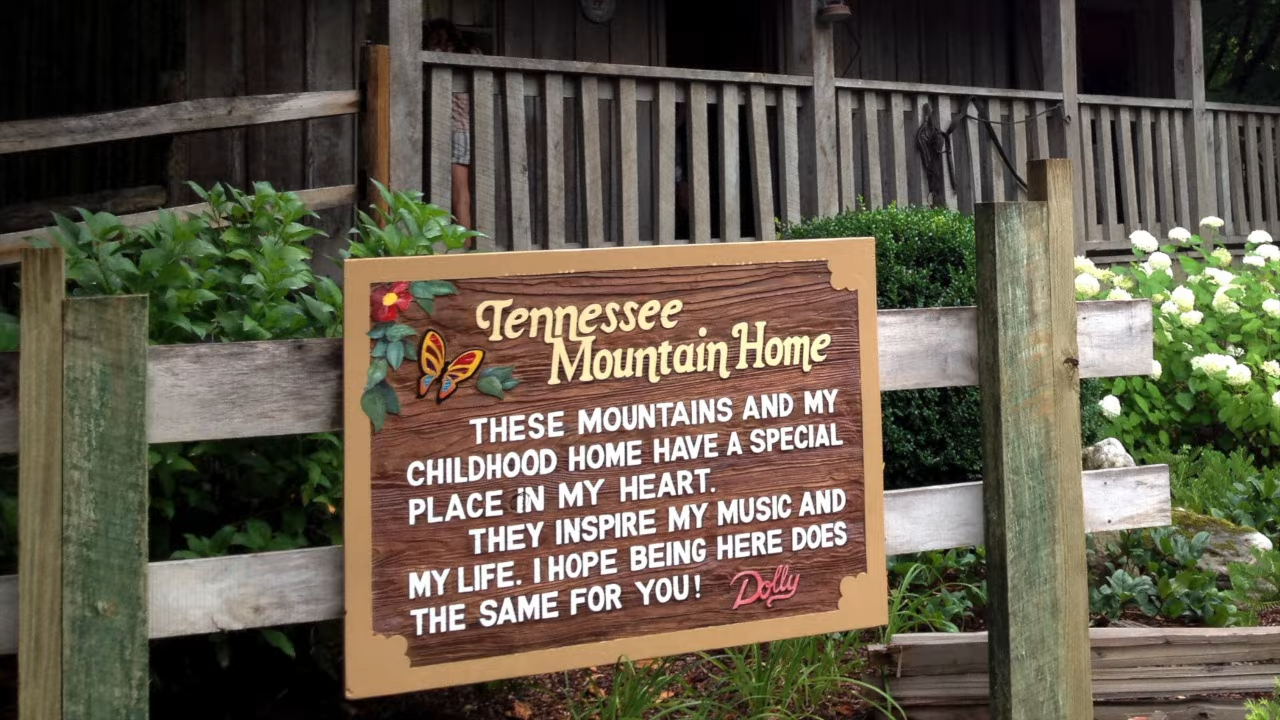 Tennessee
Mountain Home
THESE MOUNTAINS AND MY
CHILDHOOD HOME HAVE A SPECIAL
PLACE iN MY HEART.
THEY INSPIRE MY MUSIC AND
MY LIFE. I HOPE BEING HERE DOES
THE SAME FOR YOU! Dolly